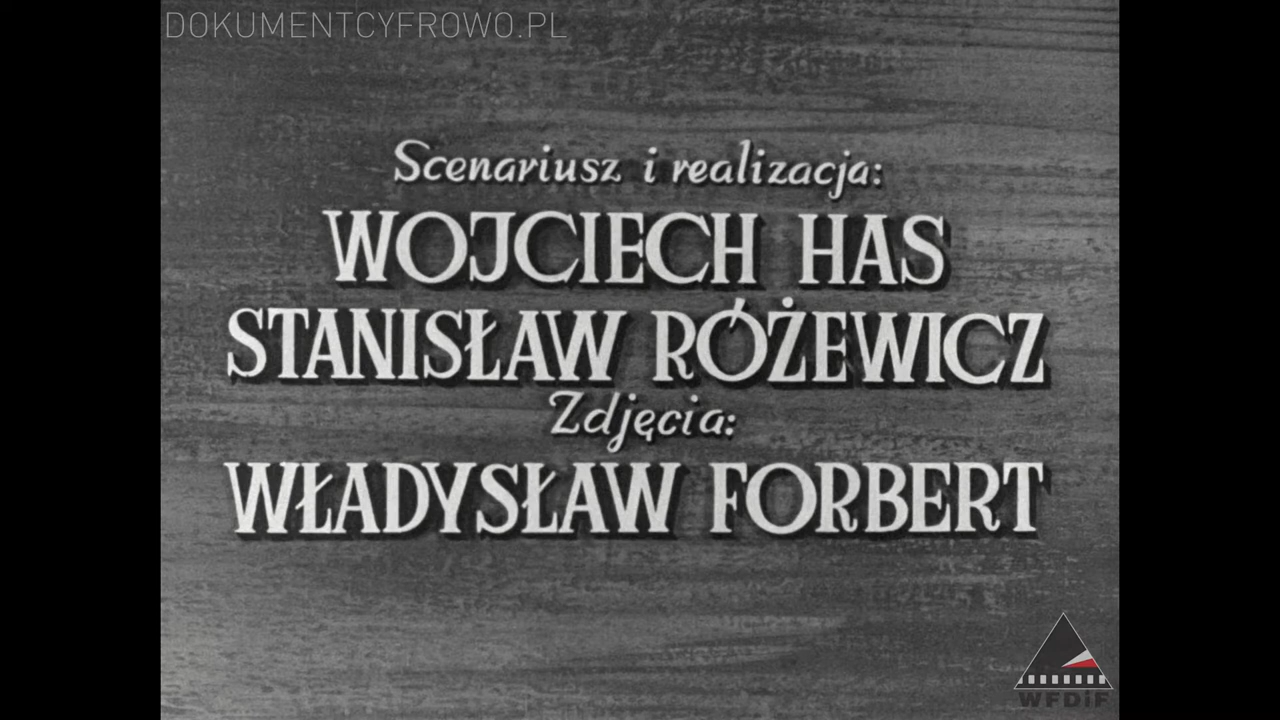 DOKUMENTCYFROWO.PL
Scenariusz i realizacja:
WOJCIECH HAS
STANISŁAW RÓŻEWICZ
Zdjęcia:
WŁADYSŁAW FORBERT
WFDiF